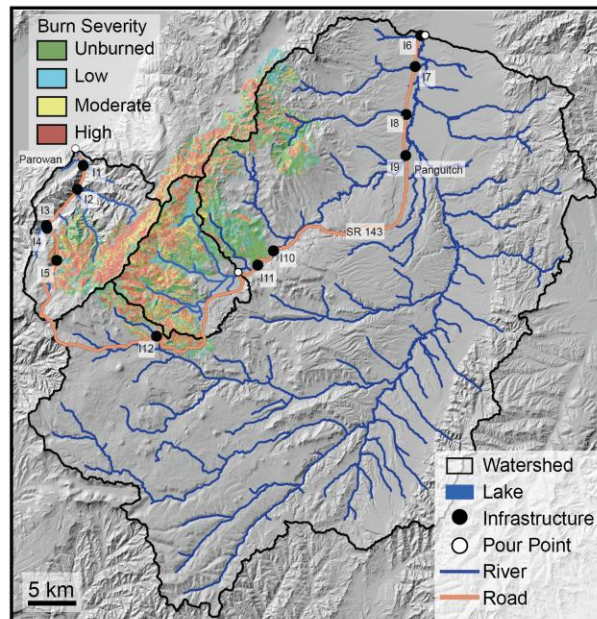 Burn Severity
Unburned
Low
Moderate
High
Parowan
I1
I2
I3
I4
I5
I6
I7
I8
I9
Panguitch
SR 143
I10
I11
I12
5 km
Watershed
Lake
Infrastructure
Pour Point
River
Road